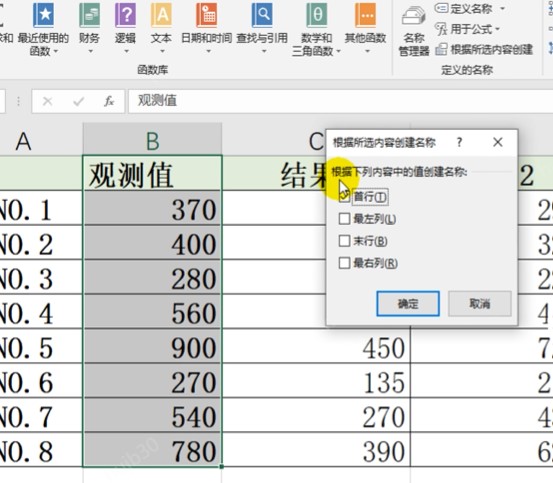 最近使用的函数 财务 逻辑 文本 日期和时间 查找与引用 数学和三角函数 其他函数 名称管理器
定义名称
用于公式
根据所选内容创建
函数库 定义的名称
fx 观测值
A B C
观测值 结果 2
NO.1 370
NO.2 400
NO.3 280
NO.4 560
NO.5 900 450
NO.6 270 135
NO.7 540 270
NO.8 780 390
根据所选内容创建名称 ? ×
根据下列内容中的值创建名称:
首行(T)
最左列(L)
末行(B)
最右列(R)
确定 取消